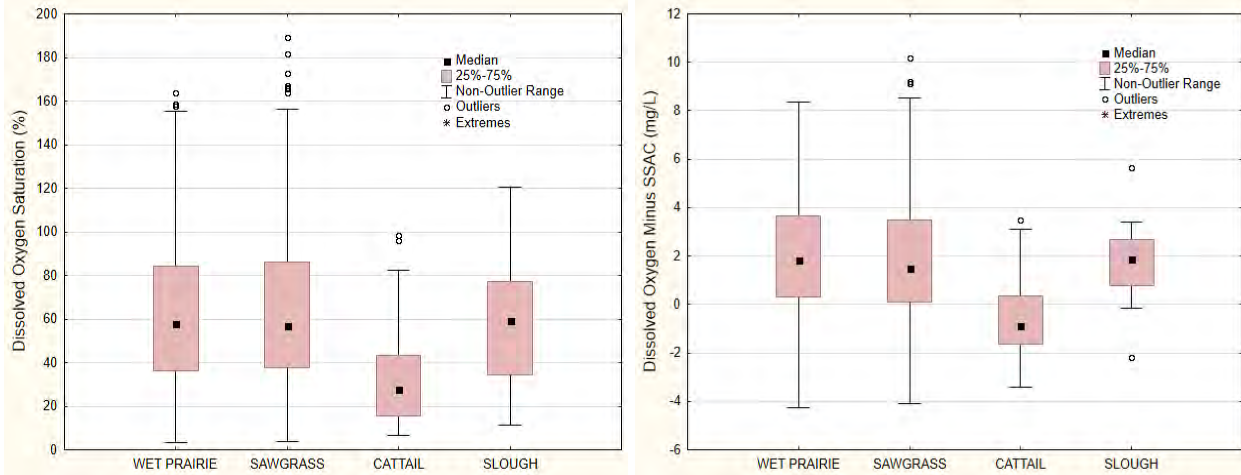 Dissolved Oxygen Saturation (%)
200
180
160
140
120
100
80
60
40
20
0
Median
25%-75%
Non-Outlier Range
Outliers
Extremes
WET PRAIRIE SAWGRASS CATTAIL SLOUGH
Dissolved Oxygen Minus SSAC (mg/L)
12
10
8
6
4
2
0
-2
-4
-6
Median
25%-75%
Non-Outlier Range
Outliers
Extremes
WET PRAIRIE SAWGRASS CATTAIL SLOUGH